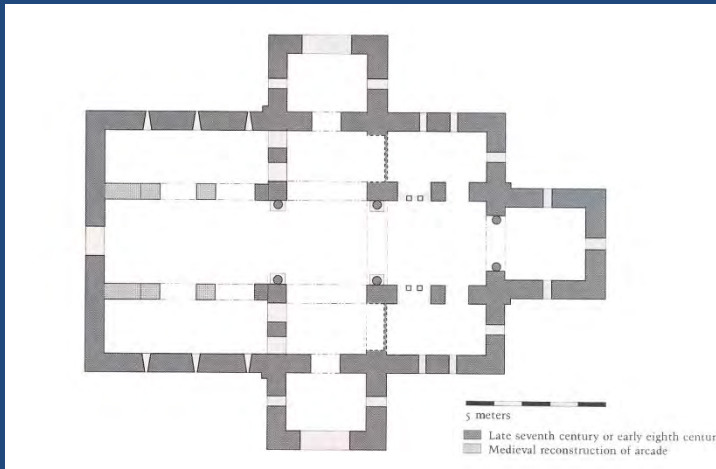 5 meters
Late seventh century or early eighth centur
Medieval reconstruction of arcade